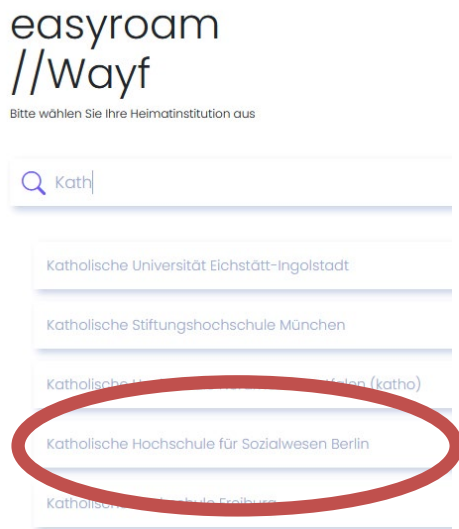 easyroam
//Wayf
Bitte wählen Sie Ihre Heimatinstitution aus
Kath
Katholische Universität Eichstätt-Ingolstadt
Katholische Stiftungshochschule München
Katholische (katho)
Katholische Hochschule für Sozialwesen Berlin
Freiburg